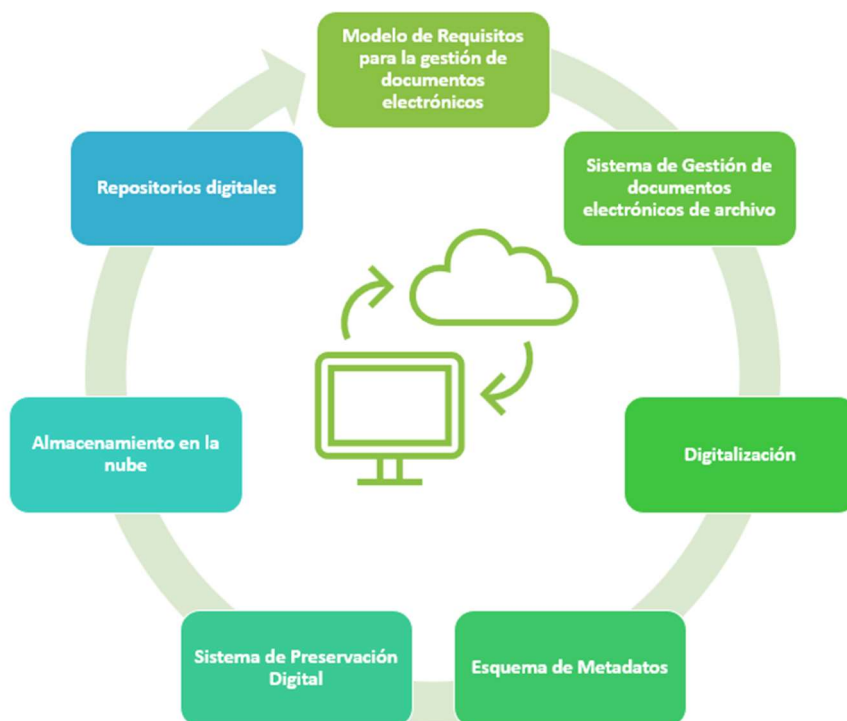 Modelo de Requisitos
para la gestión de
documentos
electrónicos
Sistema de Gestión de
documentos
electrónicos de archivo
Digitalización
Esquema de Metadatos
Sistema de Preservación
Digital
Almacenamiento en la
nube
Repositorios digitales